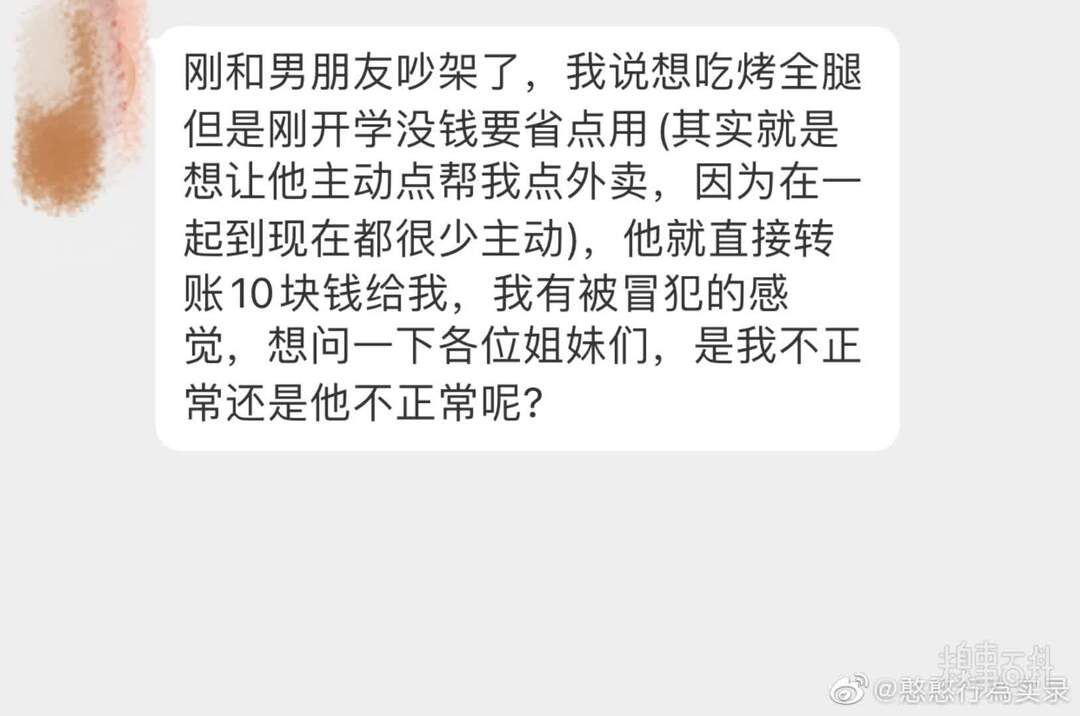 刚和男朋友吵架了，我说想吃烤全腿
但是刚开学没钱要省点用(其实就是
想让他主动点帮我点外卖，因为在一
起到现在都很少主动)，他就直接转
账10块钱给我，我有被冒犯的感
觉，想问一下各位姐妹们，是我不正
常还是他不正常呢?
@憨憨行為实录